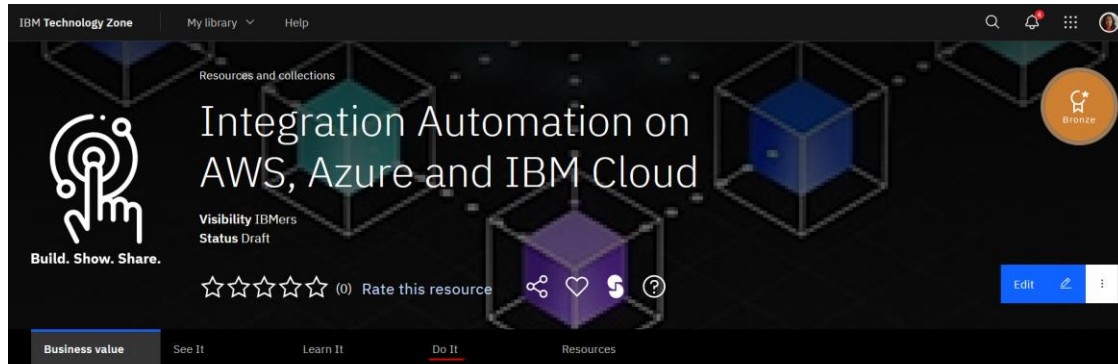 IBM Technology Zone
My library
Help
4
Resources and collections
Integration Automation on
AWS, Azure and IBM Cloud
Bronze
Visibility IBMers
Status Draft
Build. Show. Share.
(0) Rate this resource
Edit
Business value
See It
Learn It
Do It
Resources